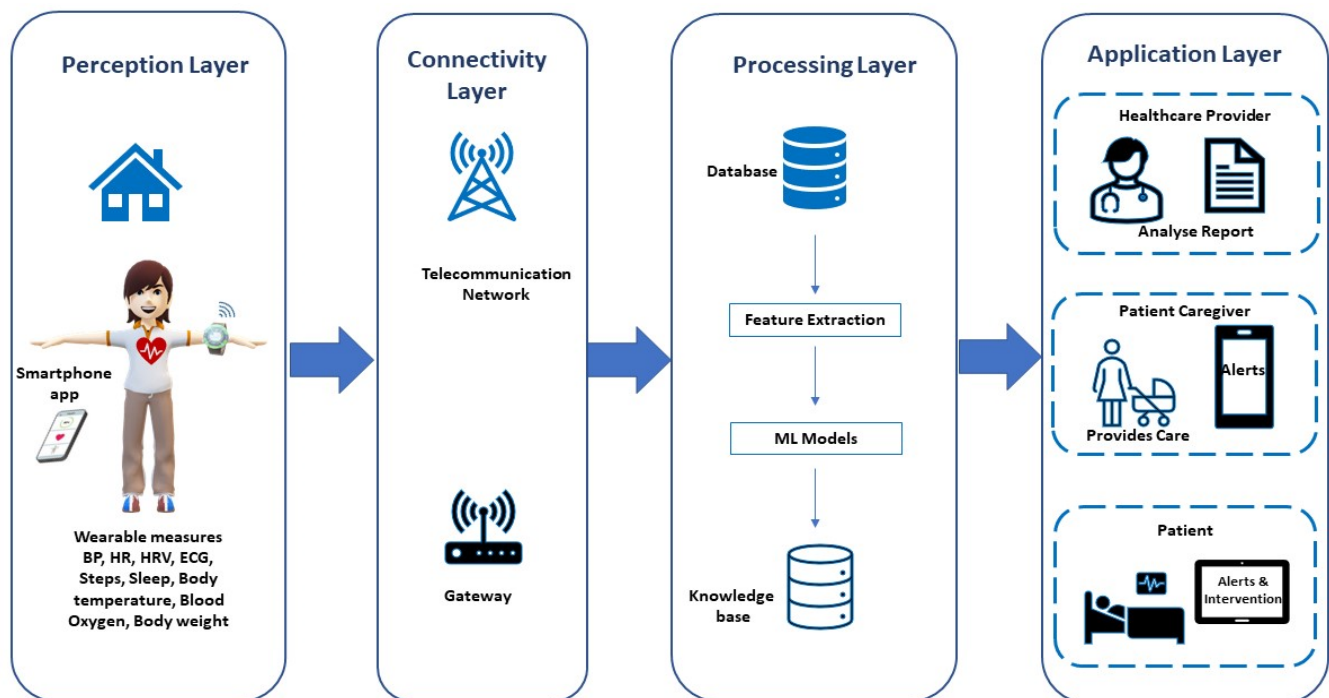 Perception Layer
Smartphone
app
Wearable measures
BP, HR, HRV, ECG,
Steps, Sleep, Body
temperature, Blood
Oxygen, Body weight
Connectivity
Layer
Telecommunication
Network
Gateway
Processing Layer
Database
Feature Extraction
ML Models
Knowledge
base
Application Layer
Healthcare Provider
Analyse Report
Patient Caregiver
Alerts
Provides Care
Patient
Alerts &
Intervention